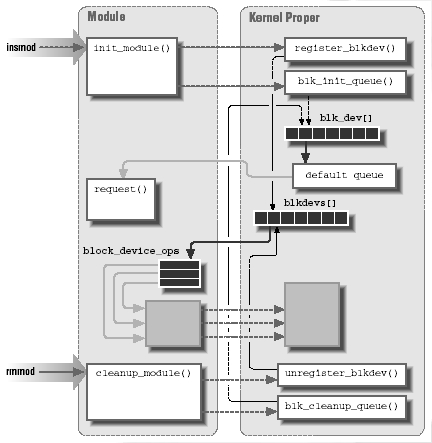 Module
Kernel Proper
insmod
init_module()
register_blkdev()
blk_init_queue()
blk_dev[]
default queue
request()
blkdevs[]
block_device_ops
rmmod
cleanup_module()
unregister_blkdev()
blk_cleanup_queue()